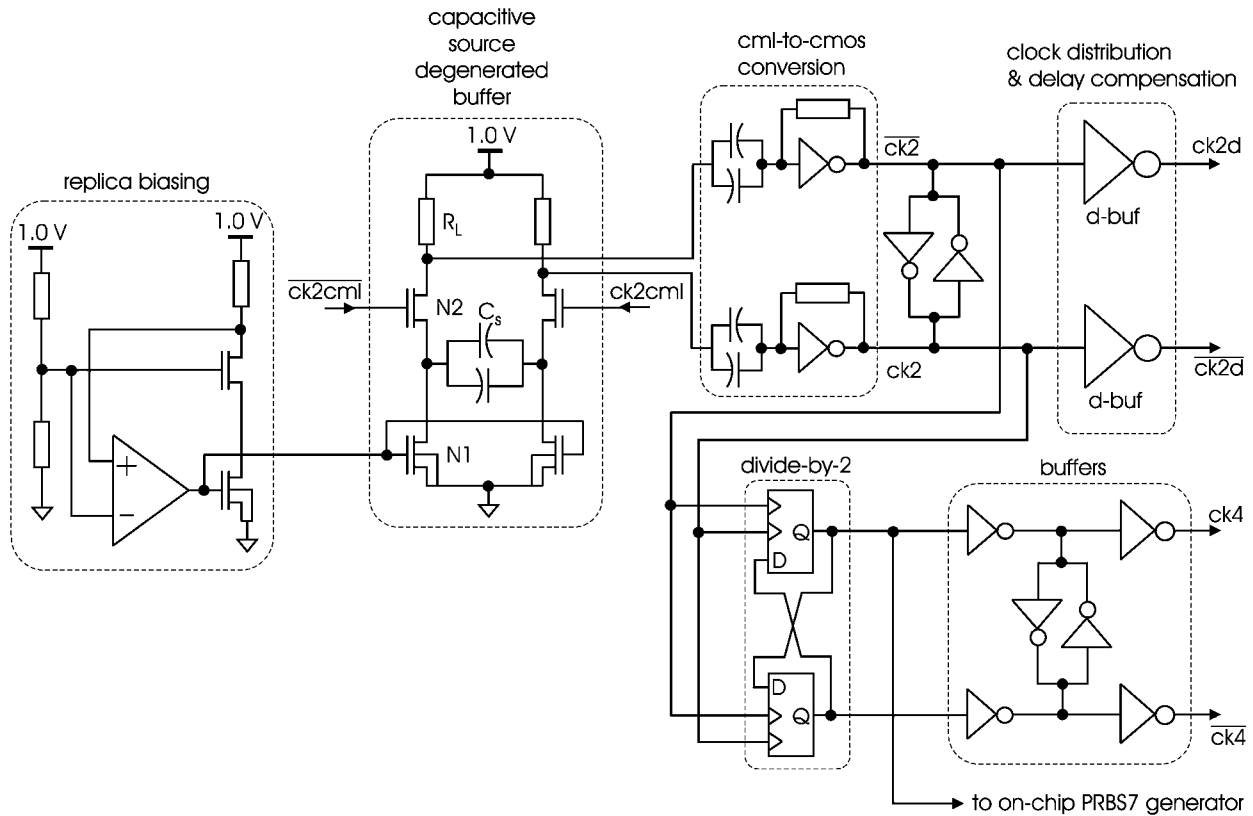 capacitive
source
degenerated
buffer
cml-to-cmos
conversion
clock distribution
& delay compensation
replica biasing
1.0 V
1.0 V
1.0 V
R_L
ck2cml
N2
C_s
ck2cml
N1
+
−
ck2
ck2
d-buf
d-buf
ck2d
ck2d
divide-by-2
Q
D
D
Q
buffers
ck4
ck4
to on-chip PRBS7 generator